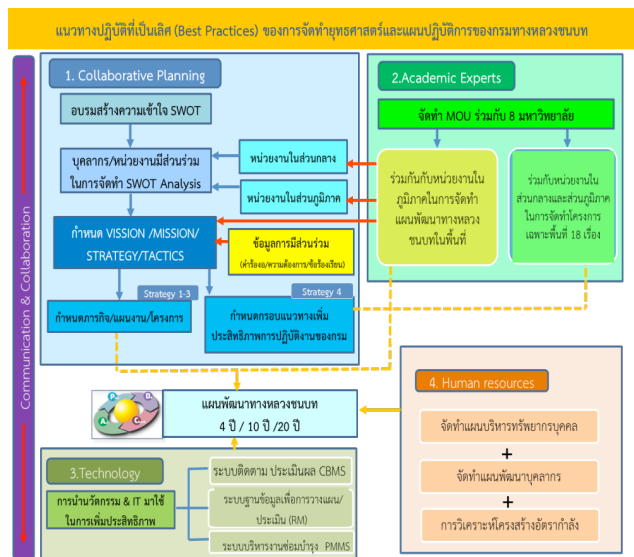 แนวทางปฏิบัติที่เป็นเลิศ (Best Practices) ของการจัดทำยุทธศาสตร์และแผนปฏิบัติการของกรมทางหลวงชนบท
Communication & Collaboration
1. Collaborative Planning
อบรมสร้างความเข้าใจ SWOT
บุคลากร/หน่วยงานมีส่วนร่วม
ในการจัดทำ SWOT Analysis
หน่วยงานในส่วนกลาง
หน่วยงานในส่วนภูมิภาค
กำหนด VISSION /MISSION/
STRATEGY/TACTICS
ข้อมูลการมีส่วนร่วม
(คำร้องขอ/ความต้องการ/ข้อร้องเรียน)
Strategy 1-3
กำหนดภารกิจ/แผนงาน/โครงการ
Strategy 4
กำหนดกรอบแนวทางเพิ่ม
ประสิทธิภาพการปฏิบัติงานของกรม
2.Academic Experts
จัดทำ MOU ร่วมกับ 8 มหาวิทยาลัย
ร่วมกันกับหน่วยงานใน
ภูมิภาคในการจัดทำ
แผนพัฒนาทางหลวง
ชนบทในพื้นที่
ร่วมกับหน่วยงานใน
ส่วนกลางและส่วนภูมิภาค
ในการจัดทำโครงการ
เฉพาะพื้นที่ 18 เรื่อง
P.
D.
A.
C.
แผนพัฒนาทางหลวงชนบท
4 ปี / 10 ปี /20 ปี
3.Technology
การนำนวัตกรรม & IT มาใช้
ในการเพิ่มประสิทธิภาพ
ระบบติดตาม ประเมินผล CBMS
ระบบฐานข้อมูลเพื่อการวางแผน/
ประเมิน (RM)
ระบบบริหารงานซ่อมบำรุง PMMS
4. Human resources
จัดทำแผนบริหารทรัพยากรบุคคล
+
จัดทำแผนพัฒนาบุคลากร
+
การวิเคราะห์โครงสร้างอัตรากำลัง